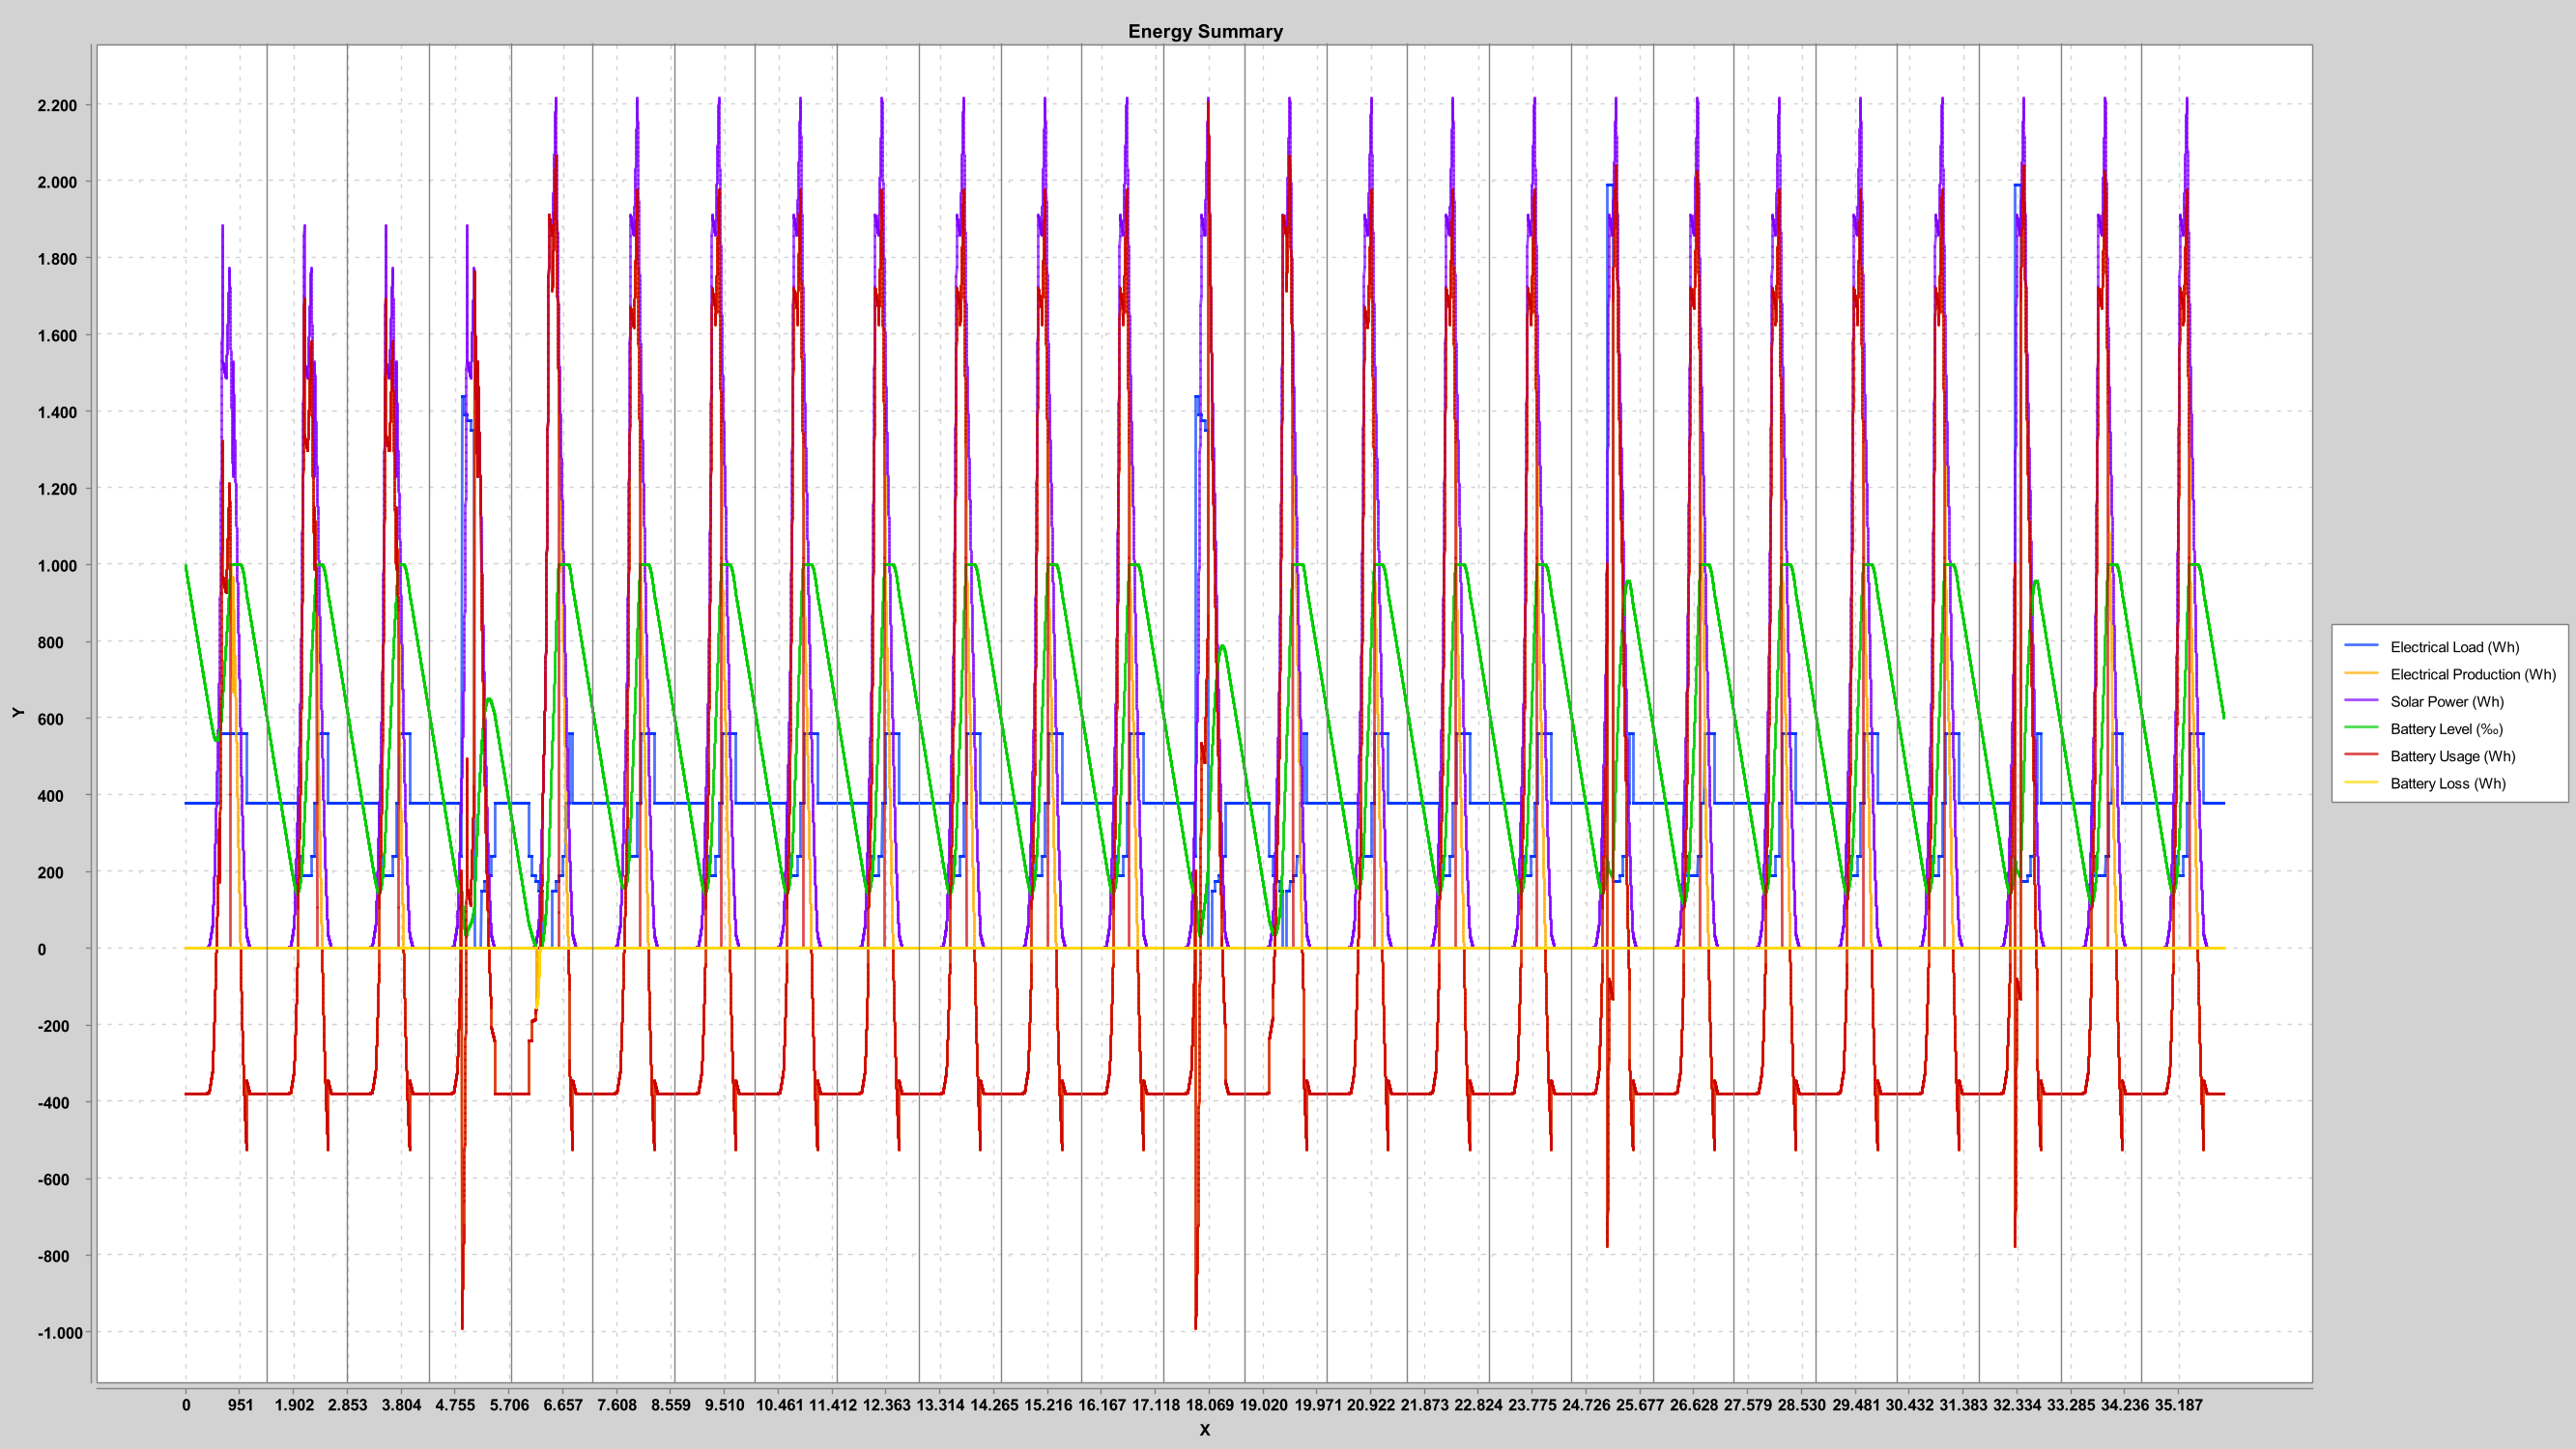 Energy Summary
2.200
2.000
1.800
1.600
1.400
1.200
1.000
800
600
400
200
0
-200
-400
-600
-800
-1.000
Y
Electrical Load (Wh)
Electrical Production (Wh)
Solar Power (Wh)
Battery Level (‰)
Battery Usage (Wh)
Battery Loss (Wh)
0 951 1.902 2.853 3.804 4.755 5.706 6.657 7.608 8.559 9.510 10.461 11.412 12.363 13.314 14.265 15.216 16.167 17.118 18.069 19.020 19.971 20.922 21.873 22.824 23.775 24.726 25.677 26.628 27.579 28.530 29.481 30.432 31.383 32.334 33.285 34.236 35.187
X